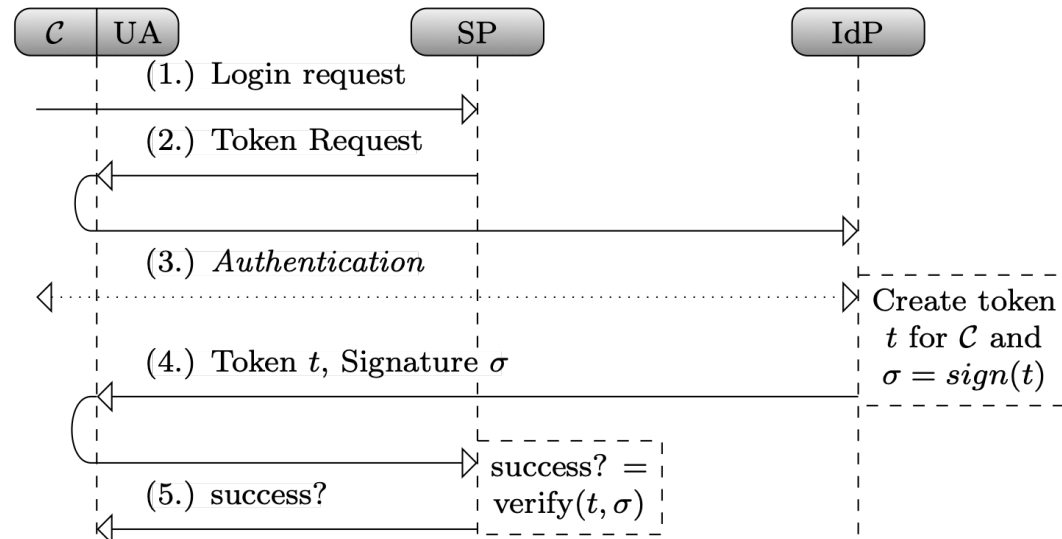 𝒞 UA SP IdP
(1.) Login request
(2.) Token Request
(3.) Authentication
Create token
t for 𝒞 and
σ = sign(t)
(4.) Token t, Signature σ
success? =
verify(t, σ)
(5.) success?